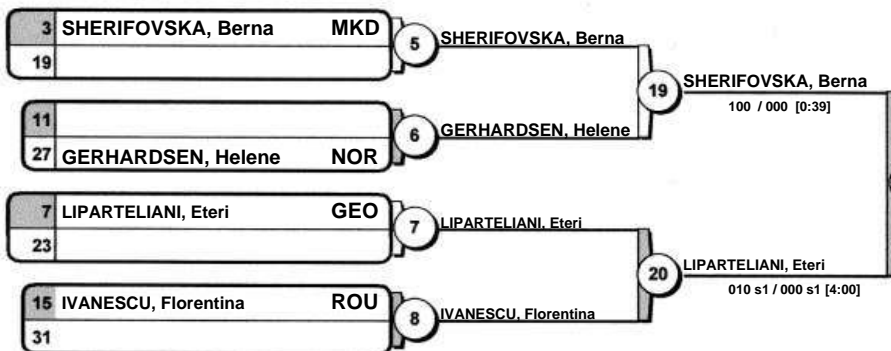 3 SHERIFOVSKA, Berna MKD
19
5
SHERIFOVSKA, Berna
11
27 GERHARDSEN, Helene NOR
6
GERHARDSEN, Helene
19
SHERIFOVSKA, Berna
100 / 000 [0:39]
7 LIPARTELIANI, Eteri GEO
23
7
LIPARTELIANI, Eteri
15 IVANESCU, Florentina ROU
31
8
IVANESCU, Florentina
20
LIPARTELIANI, Eteri
010 s1 / 000 s1 [4:00]